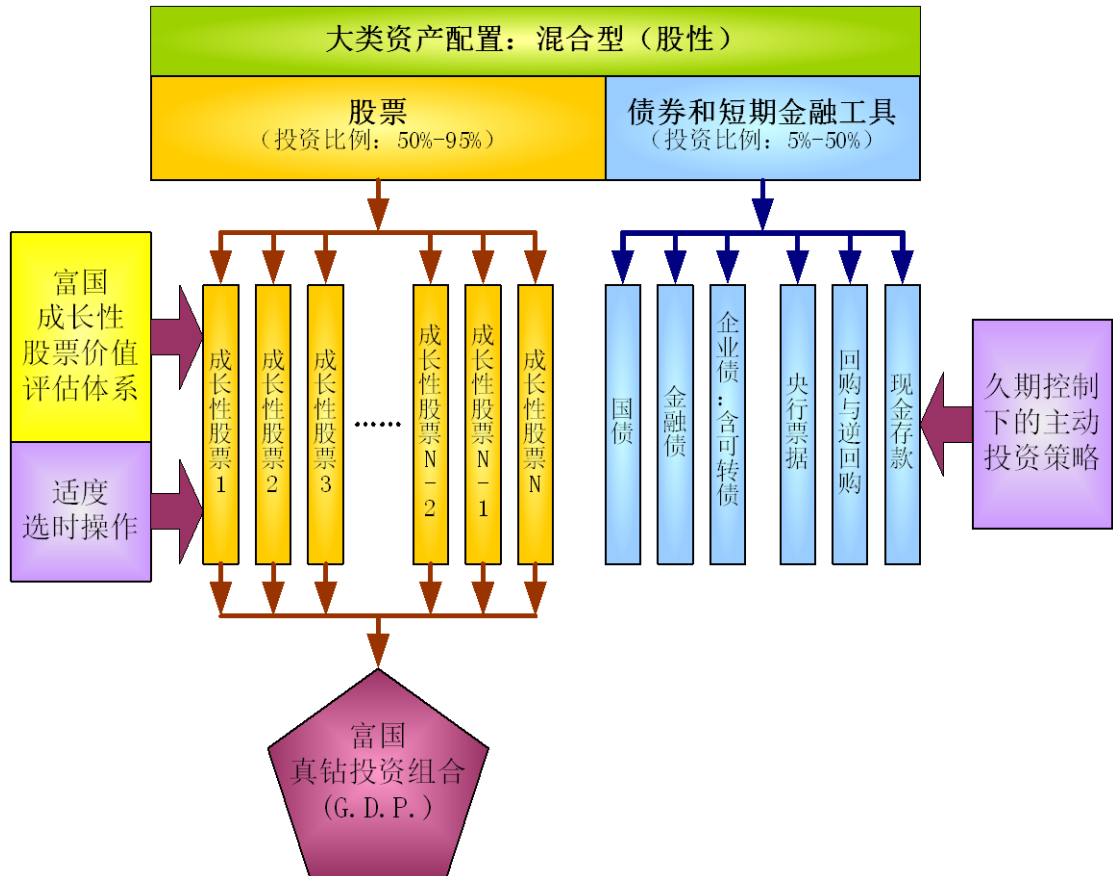 大类资产配置：混合型（股性）
股票
（投资比例：50%-95%）
债券和短期金融工具
（投资比例：5%-50%）
富国
成长性
股票价值
评估体系
适度
选时操作
成长性股票1
成长性股票2
成长性股票3
……
成长性股票N-2
成长性股票N-1
成长性股票N
国债
金融债
企业债：含可转债
央行票据
回购与逆回购
现金存款
久期控制
下的主动
投资策略
富国
真钻投资组合
(G.D.P.)